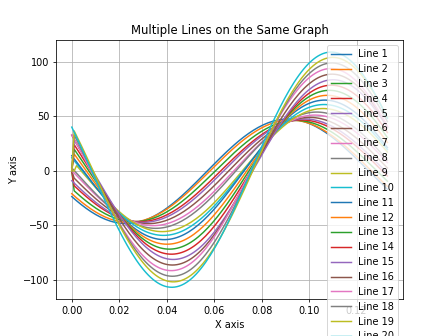 Multiple Lines on the Same Graph
Y axis
100
50
0
−50
−100
0.00
0.02
0.04
0.06
0.08
0.10
X axis
Line 1
Line 2
Line 3
Line 4
Line 5
Line 6
Line 7
Line 8
Line 9
Line 10
Line 11
Line 12
Line 13
Line 14
Line 15
Line 16
Line 17
Line 18
Line 19
Line 20